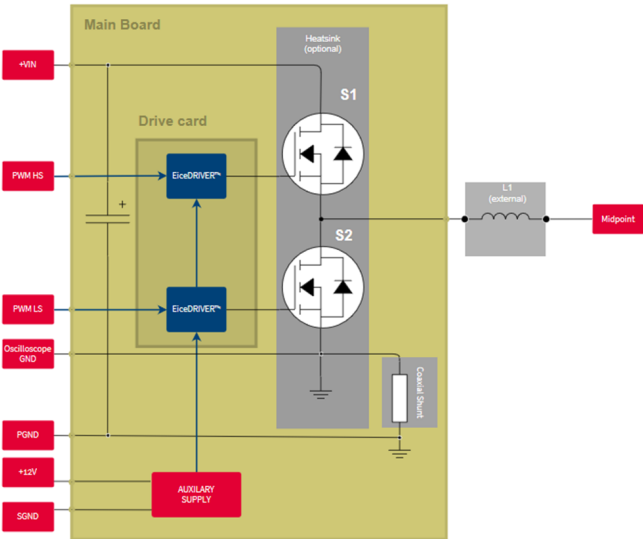 Main Board
Heatsink
(optional)
+VIN
S1
Drive card
PWM HS
EiceDRIVER™
+
L1
(external)
Midpoint
S2
PWM LS
EiceDRIVER™
Oscilloscope
GND
Coaxial Shunt
PGND
+12V
AUXILARY
SUPPLY
SGND